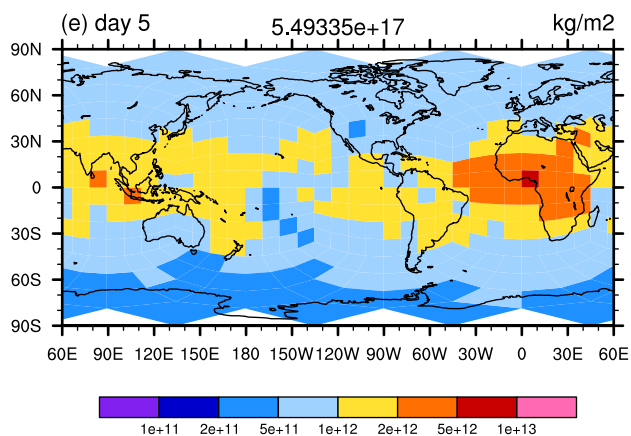 (e) day 5 5.49335e+17 kg/m2
90N
60N
30N
0
30S
60S
90S
60E 90E 120E 150E 180 150W 120W 90W 60W 30W 0 30E 60E
1e+11 2e+11 5e+11 1e+12 2e+12 5e+12 1e+13